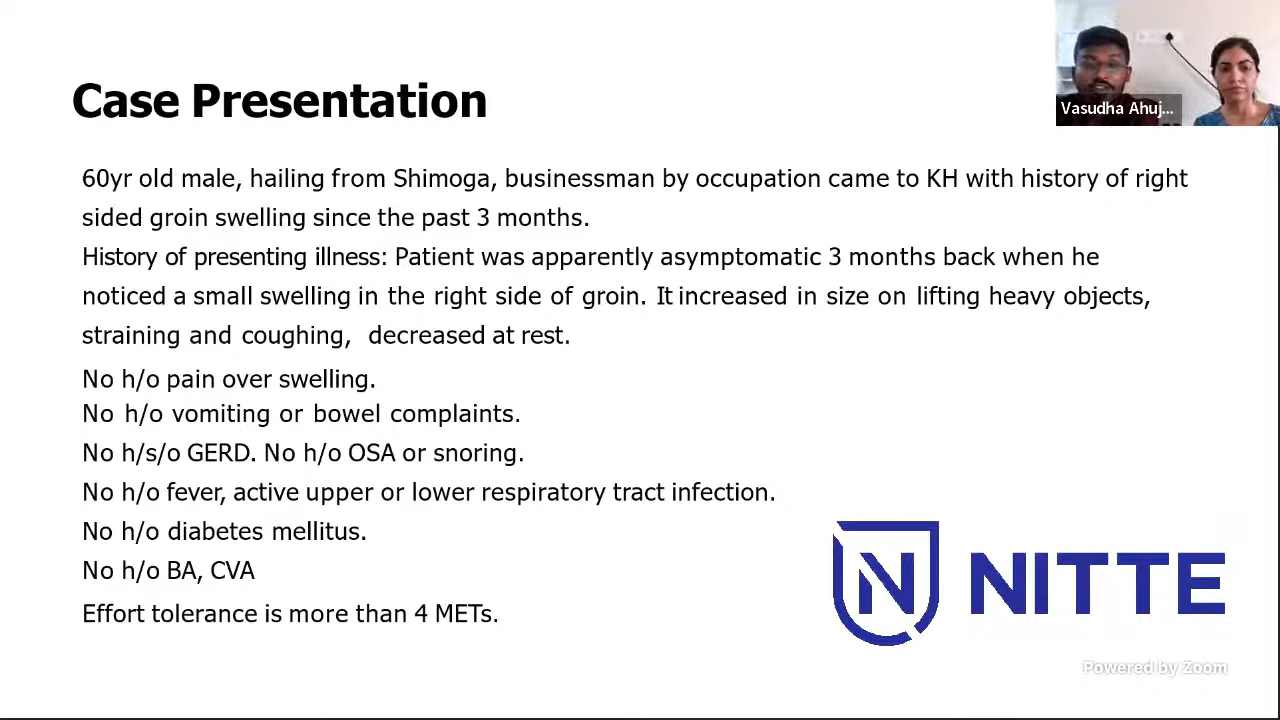 Case Presentation
Vasudha Ahuj...
60yr old male, hailing from Shimoga, businessman by occupation came to KH with history of right
sided groin swelling since the past 3 months.
History of presenting illness: Patient was apparently asymptomatic 3 months back when he
noticed a small swelling in the right side of groin. It increased in size on lifting heavy objects,
straining and coughing, decreased at rest.
No h/o pain over swelling.
No h/o vomiting or bowel complaints.
No h/s/o GERD. No h/o OSA or snoring.
No h/o fever, active upper or lower respiratory tract infection.
No h/o diabetes mellitus.
No h/o BA, CVA
Effort tolerance is more than 4 METs.
N NITTE
Powered by Zoom